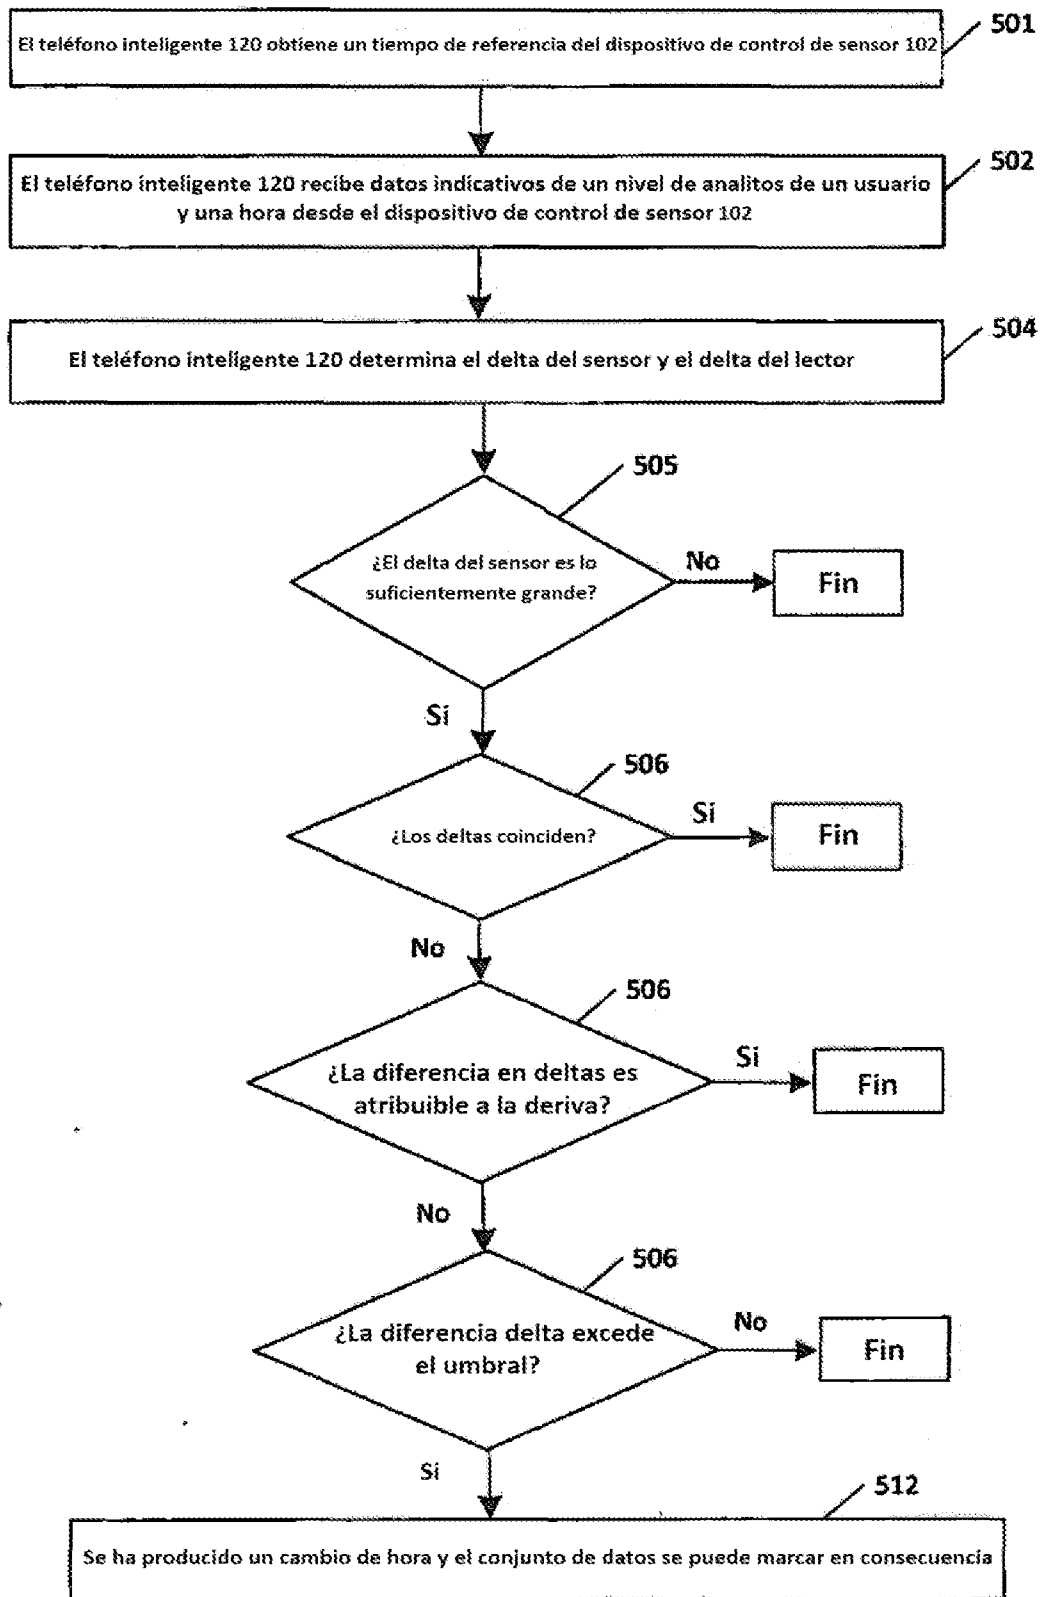 501
El teléfono inteligente 120 obtiene un tiempo de referencia del dispositivo de control de sensor 102
502
El teléfono inteligente 120 recibe datos indicativos de un nivel de analitos de un usuario
y una hora desde el dispositivo de control de sensor 102
504
El teléfono inteligente 120 determina el delta del sensor y el delta del lector
505
¿El delta del sensor es lo
suficientemente grande?
No
Fin
Sí
506
¿Los deltas coinciden?
Sí
Fin
No
506
¿La diferencia en deltas es
atribuible a la deriva?
Si
Fin
No
506
¿La diferencia delta excede
el umbral?
No
Fin
Sí
512
Se ha producido un cambio de hora y el conjunto de datos se puede marcar en consecuencia